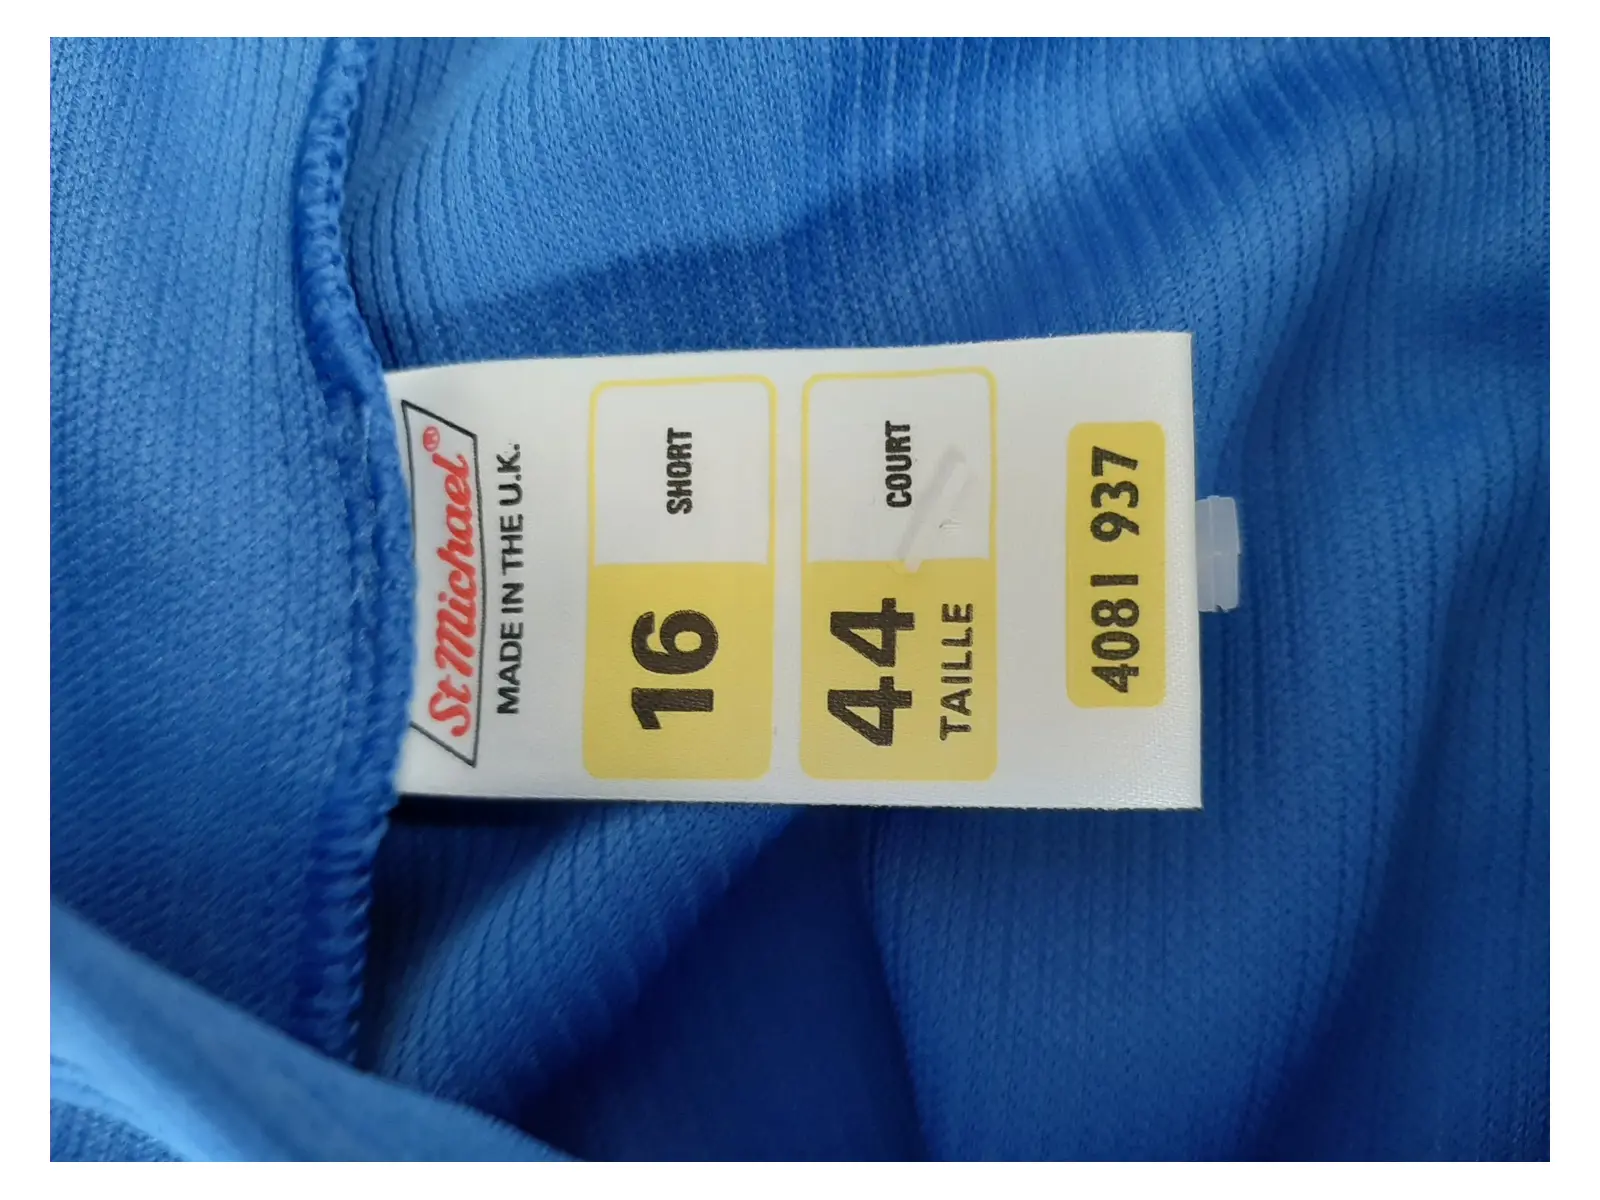 St Michael®
MADE IN THE U.K.
16 SHORT
44 COURT
TAILLE
4081 937